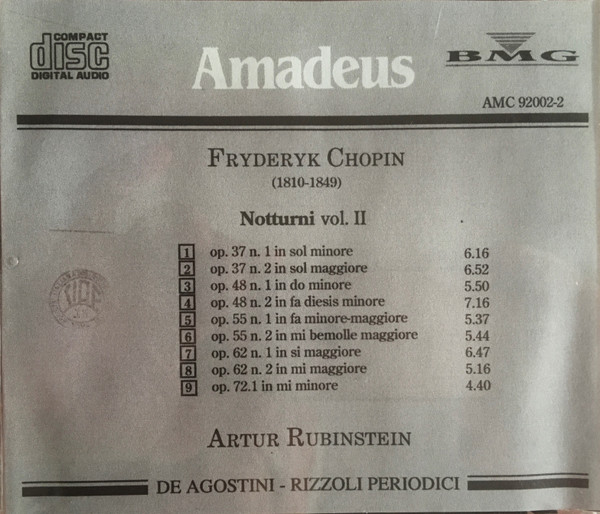 COMPACT
disc
DIGITAL AUDIO
Amadeus
BMG
AMC 92002-2
FRYDERYK CHOPIN
(1810-1849)
Notturni vol. II
1 op. 37 n. 1 in sol minore 6.16
2 op. 37 n. 2 in sol maggiore 6.52
3 op. 48 n. 1 in do minore 5.50
4 op. 48 n. 2 in fa diesis minore 7.16
5 op. 55 n. 1 in fa minore-maggiore 5.37
6 op. 55 n. 2 in mi bemolle maggiore 5.44
7 op. 62 n. 1 in si maggiore 6.47
8 op. 62 n. 2 in mi maggiore 5.16
9 op. 72.1 in mi minore 4.40
ARTUR RUBINSTEIN
DE AGOSTINI - RIZZOLI PERIODICI